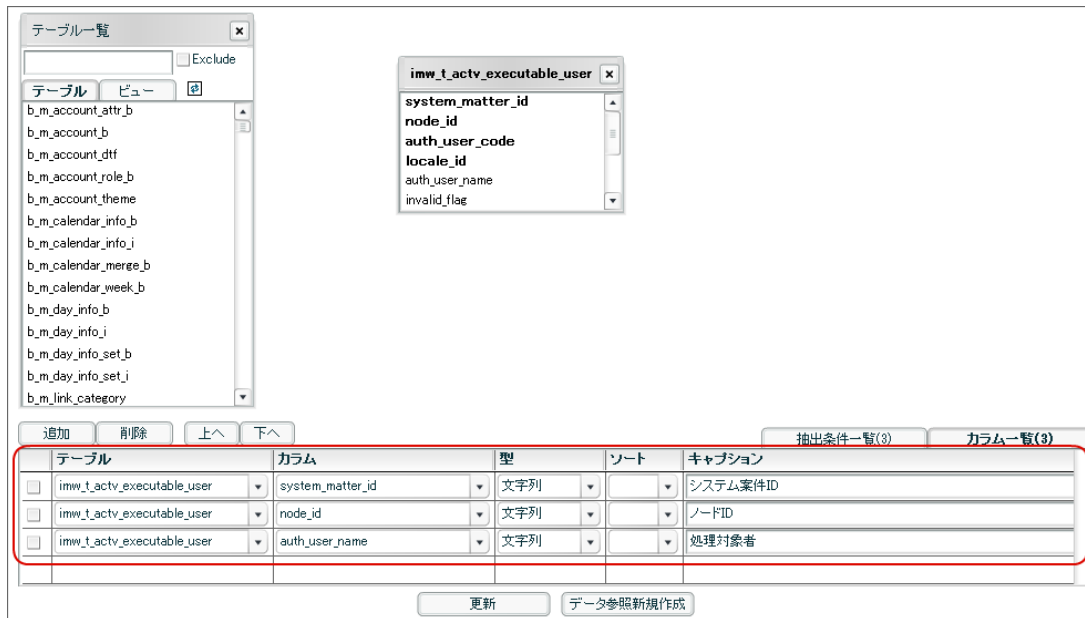 テーブル一覧
Exclude
テーブル ビュー
b_m_account_attr_b
b_m_account_b
b_m_account_dtf
b_m_account_role_b
b_m_account_theme
b_m_calendar_info_b
b_m_calendar_info_i
b_m_calendar_merge_b
b_m_calendar_week_b
b_m_day_info_b
b_m_day_info_i
b_m_day_info_set_b
b_m_day_info_set_i
b_m_link_category
imw_t_actv_executable_user
system_matter_id
node_id
auth_user_code
locale_id
auth_user_name
invalid_flag
追加 削除 上へ 下へ 抽出条件一覧(3) カラム一覧(3)
テーブル カラム 型 ソート キャプション
imw_t_actv_executable_user system_matter_id 文字列 システム案件ID
imw_t_actv_executable_user node_id 文字列 ノードID
imw_t_actv_executable_user auth_user_name 文字列 処理対象者
更新 データ参照新規作成